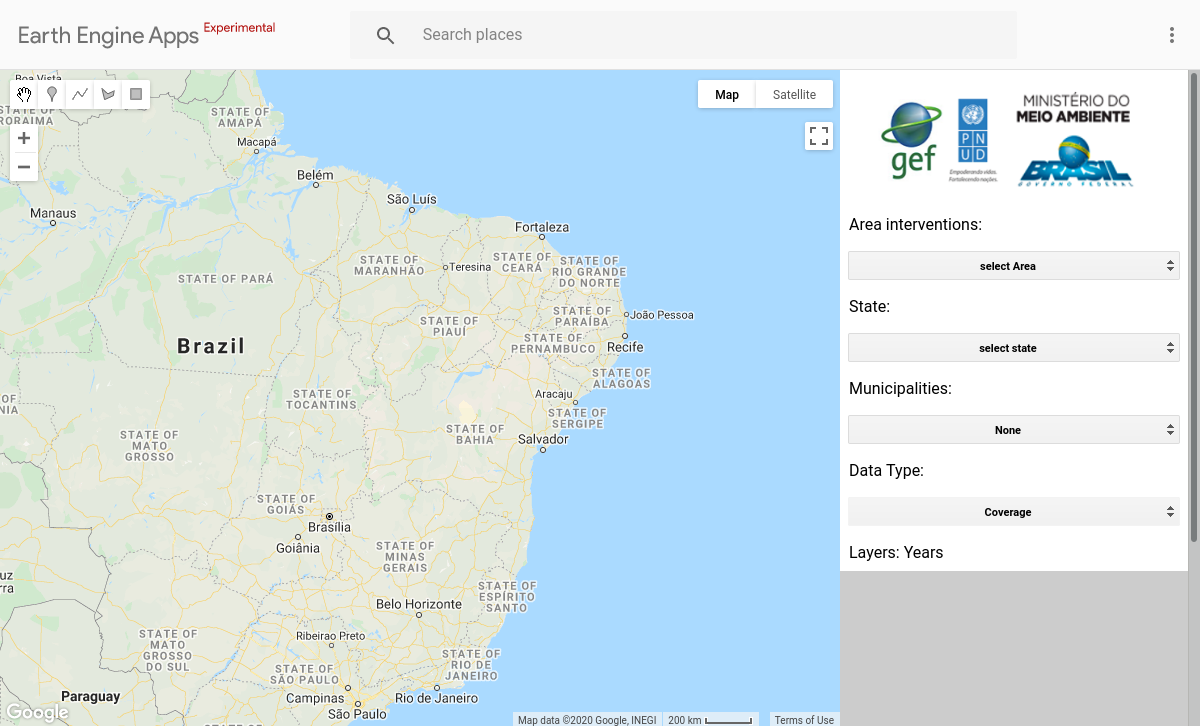 Earth Engine Apps Experimental
Search places
Boa Vista
STATE OF
RORAIMA
Map
Satellite
STATE OF
AMAPÁ
Macapá
Belém
São Luís
Manaus
Fortaleza
STATE OF PARÁ
STATE OF
MARANHÃO
Teresina
STATE OF
CEARÁ
STATE OF
RIO GRANDE
DO NORTE
STATE OF
PARAÍBA
João Pessoa
STATE OF
PIAUÍ
STATE OF
PERNAMBUCO
Recife
Brazil
STATE OF
ALAGOAS
STATE OF
TOCANTINS
Aracaju
STATE OF
SERGIPE
OF
NIA
STATE OF
MATO
GROSSO
STATE OF
BAHIA
Salvador
STATE OF
GOIÁS
Brasília
Goiânia
STATE OF
MINAS
GERAIS
uz
rra
STATE OF
ESPÍRITO
SANTO
Belo Horizonte
Ribeirao Preto
STATE OF
MATO
GROSSO
DO SUL
STATE OF
SÃO PAULO
STATE OF
RIO DE
JANEIRO
Paraguay
Campinas
Rio de Janeiro
São Paulo
Google
Map data ©2020 Google, INEGI
200 km
Terms of Use
gef
P N
U D
Empoderando vidas.
Fortalecendo nações.
MINISTÉRIO DO
MEIO AMBIENTE
BRASIL
GOVERNO FEDERAL
Area interventions:
select Area
State:
select state
Municipalities:
None
Data Type:
Coverage
Layers: Years